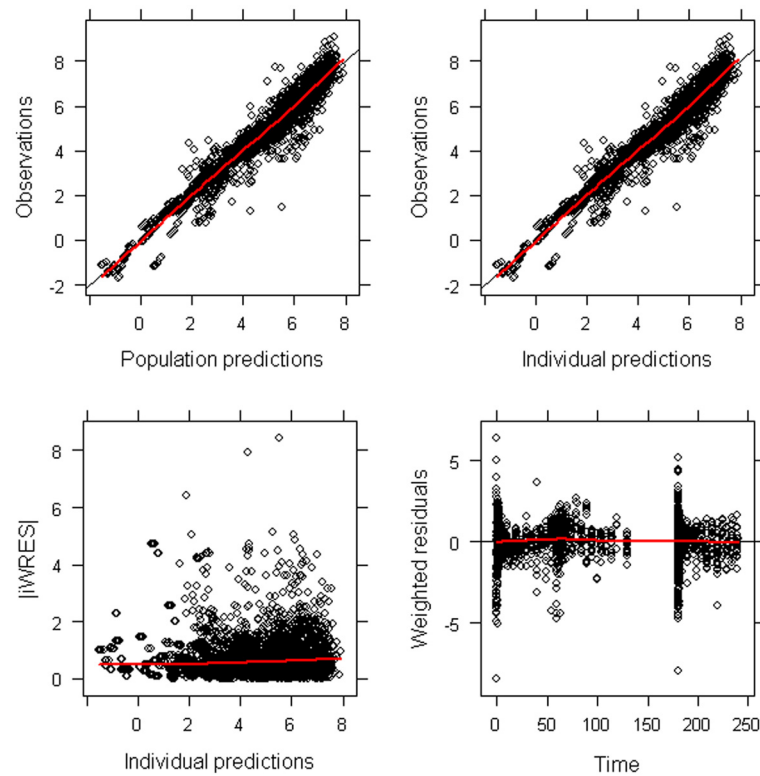 8
6
4
2
0
-2
Observations
0 2 4 6 8
Population predictions
8
6
4
2
0
-2
Observations
0 2 4 6 8
Individual predictions
8
6
4
2
0
|iWRES|
0 2 4 6 8
Individual predictions
5
0
-5
Weighted residuals
0 50 100 150 200 250
Time